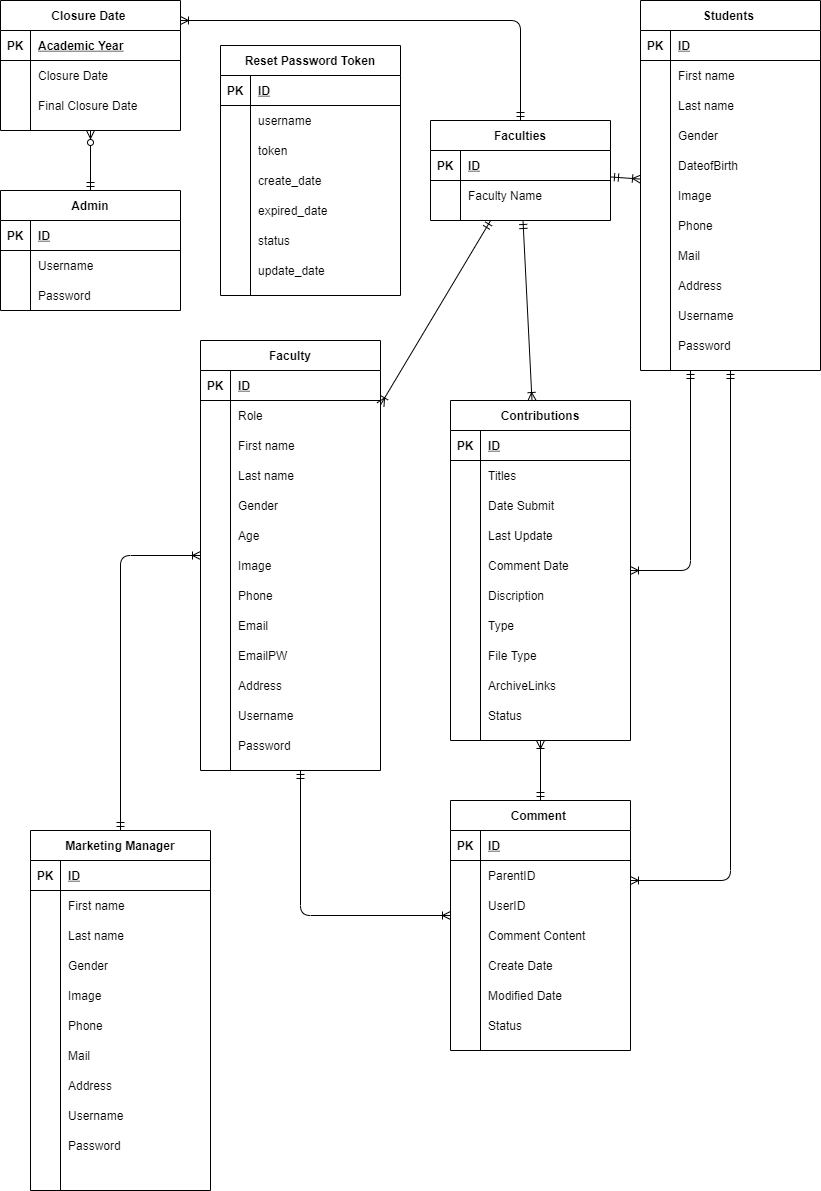 Closure Date
PK Academic Year
Closure Date
Final Closure Date
Admin
PK ID
Username
Password
Reset Password Token
PK ID
username
token
create_date
expired_date
status
update_date
Faculties
PK ID
Faculty Name
Students
PK ID
First name
Last name
Gender
DateofBirth
Image
Phone
Mail
Address
Username
Password
Faculty
PK ID
Role
First name
Last name
Gender
Age
Image
Phone
Email
EmailPW
Address
Username
Password
Contributions
PK ID
Titles
Date Submit
Last Update
Comment Date
Discription
Type
File Type
ArchiveLinks
Status
Marketing Manager
PK ID
First name
Last name
Gender
Image
Phone
Mail
Address
Username
Password
Comment
PK ID
ParentID
UserID
Comment Content
Create Date
Modified Date
Status